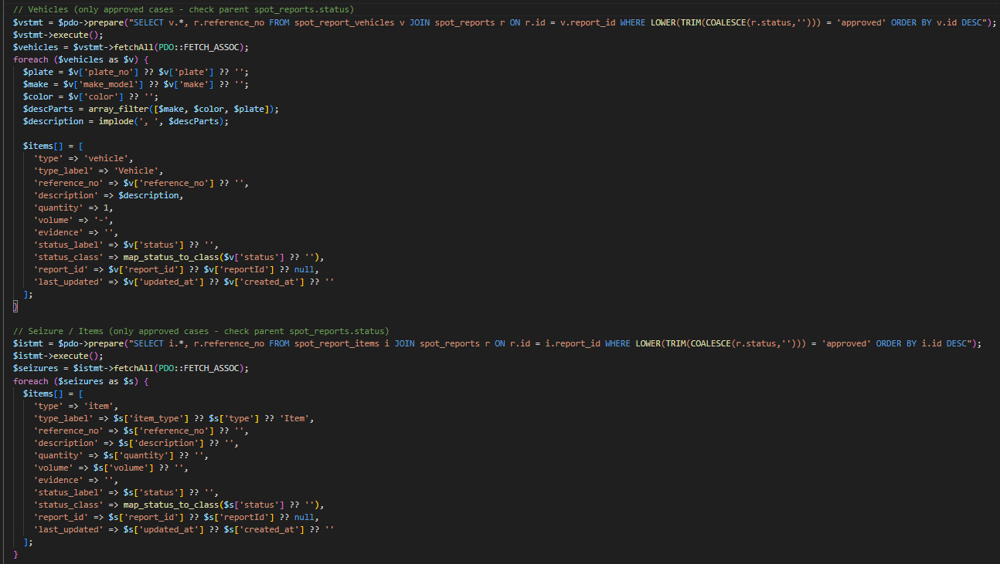 // Vehicles (only approved cases - check parent spot_reports.status)
$vstmt = $pdo->prepare("SELECT v.*, r.reference_no FROM spot_report_vehicles v JOIN spot_reports r ON r.id = v.report_id WHERE LOWER(TRIM(COALESCE(r.status,''))) = 'approved' ORDER BY v.id DESC");
$vstmt->execute();
$vehicles = $vstmt->fetchAll(PDO::FETCH_ASSOC);
foreach ($vehicles as $v) {
  $plate = $v['plate_no'] ?? $v['plate'] ?? '';
  $make = $v['make_model'] ?? $v['make'] ?? '';
  $color = $v['color'] ?? '';
  $descParts = array_filter([$make, $color, $plate]);
  $description = implode(', ', $descParts);

  $items[] = [
    'type' => 'vehicle',
    'type_label' => 'Vehicle',
    'reference_no' => $v['reference_no'] ?? '',
    'description' => $description,
    'quantity' => 1,
    'volume' => '-',
    'evidence' => '',
    'status_label' => $v['status'] ?? '',
    'status_class' => map_status_to_class($v['status'] ?? ''),
    'report_id' => $v['report_id'] ?? $v['reportId'] ?? null,
    'last_updated' => $v['updated_at'] ?? $v['created_at'] ?? ''
  ];
}

// Seizure / Items (only approved cases - check parent spot_reports.status)
$istmt = $pdo->prepare("SELECT i.*, r.reference_no FROM spot_report_items i JOIN spot_reports r ON r.id = i.report_id WHERE LOWER(TRIM(COALESCE(r.status,''))) = 'approved' ORDER BY i.id DESC");
$istmt->execute();
$seizures = $istmt->fetchAll(PDO::FETCH_ASSOC);
foreach ($seizures as $s) {
  $items[] = [
    'type' => 'item',
    'type_label' => $s['item_type'] ?? $s['type'] ?? 'Item',
    'reference_no' => $s['reference_no'] ?? '',
    'description' => $s['description'] ?? '',
    'quantity' => $s['quantity'] ?? '',
    'volume' => $s['volume'] ?? '',
    'evidence' => '',
    'status_label' => $s['status'] ?? '',
    'status_class' => map_status_to_class($s['status'] ?? ''),
    'report_id' => $s['report_id'] ?? $s['reportId'] ?? null,
    'last_updated' => $s['updated_at'] ?? $s['created_at'] ?? ''
  ];
}